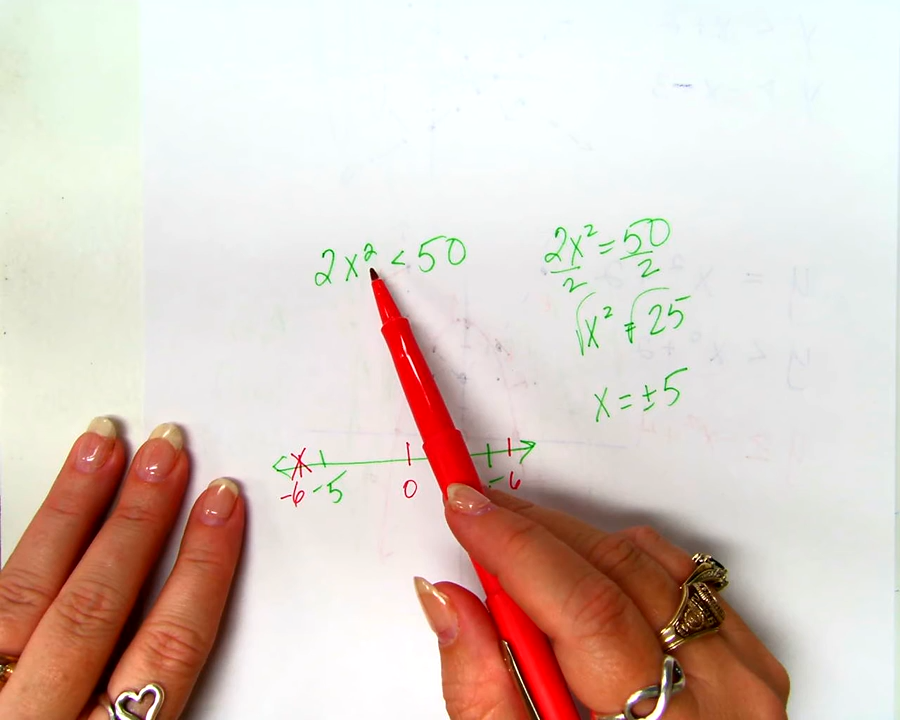 2x² < 50
2x² = 50
2 2
√x² = √25
x = ±5
-6 -5 0 6